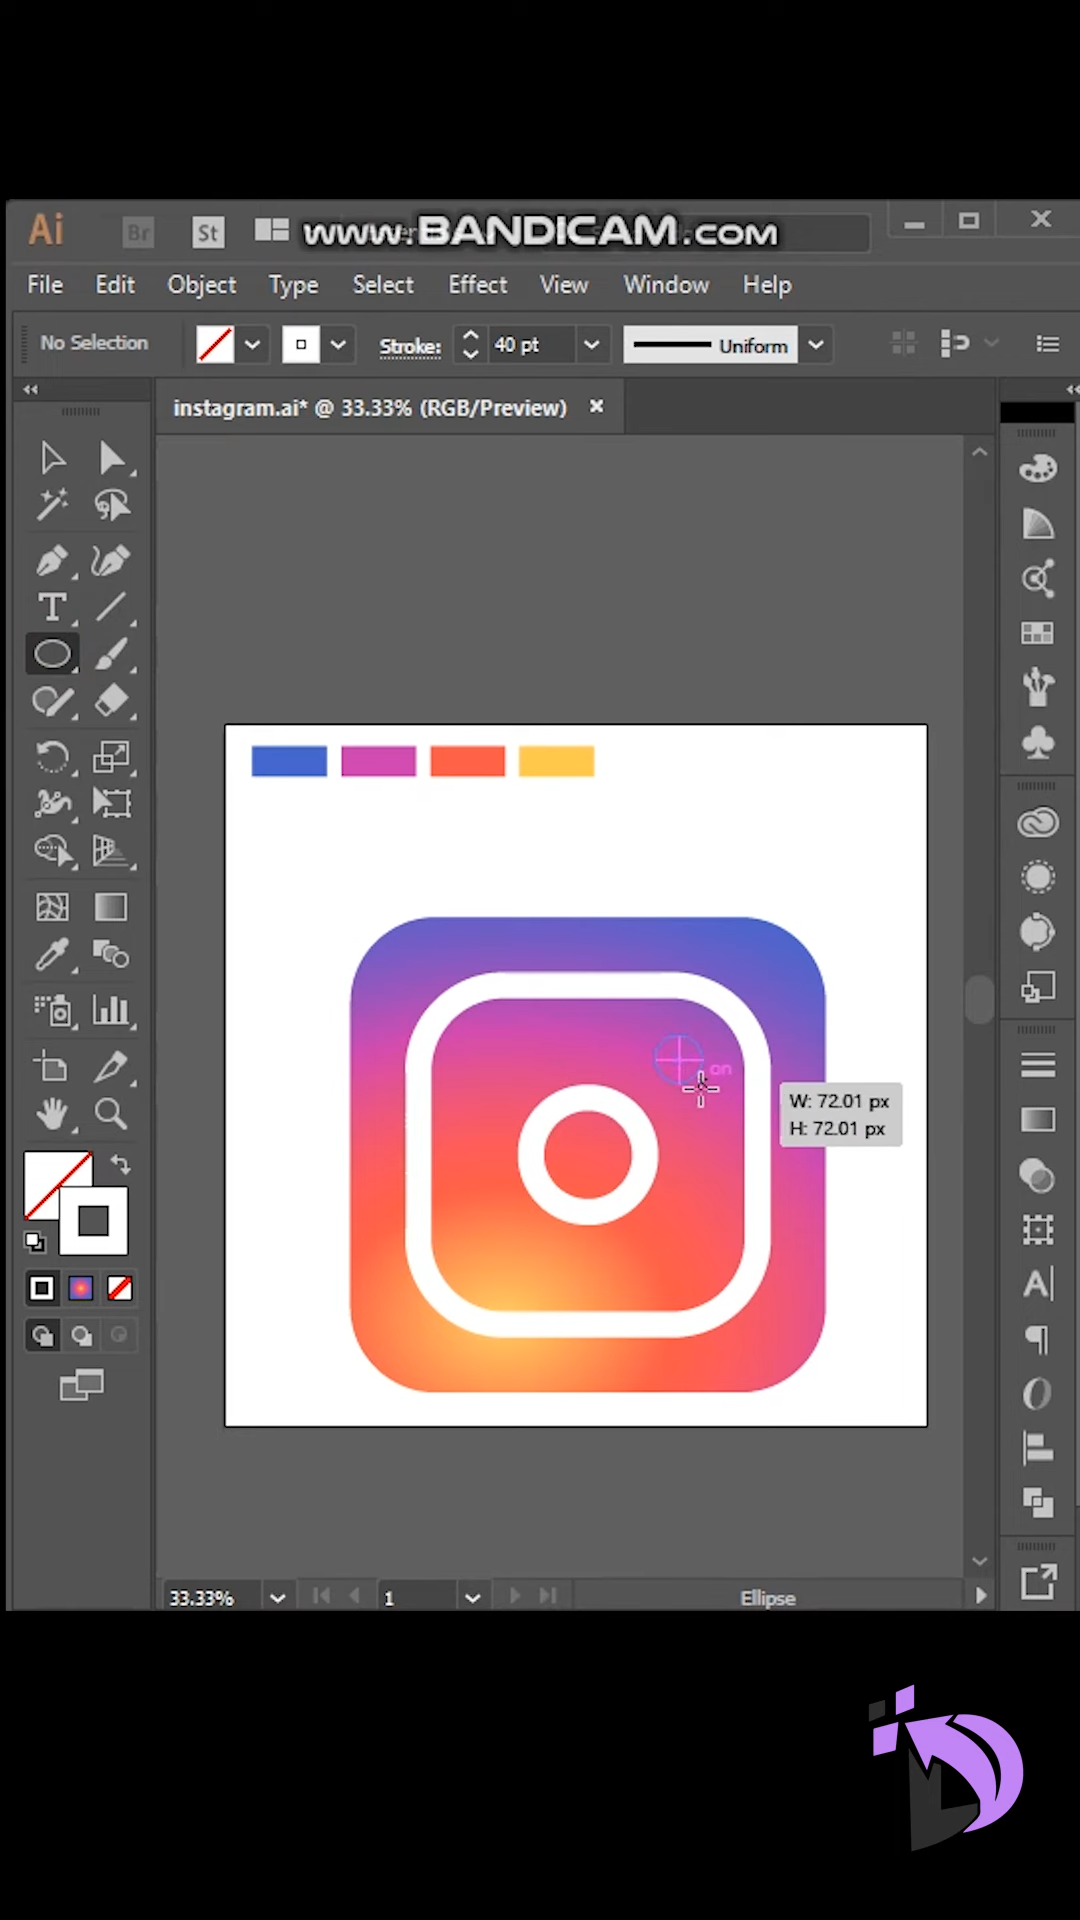 Ai
Br
St
www.BANDICAM.com
File Edit Object Type Select Effect View Window Help
No Selection
Stroke:
40 pt
Uniform
instagram.ai* @ 33.33% (RGB/Preview)
on
W: 72.01 px
H: 72.01 px
33.33%
1
Ellipse